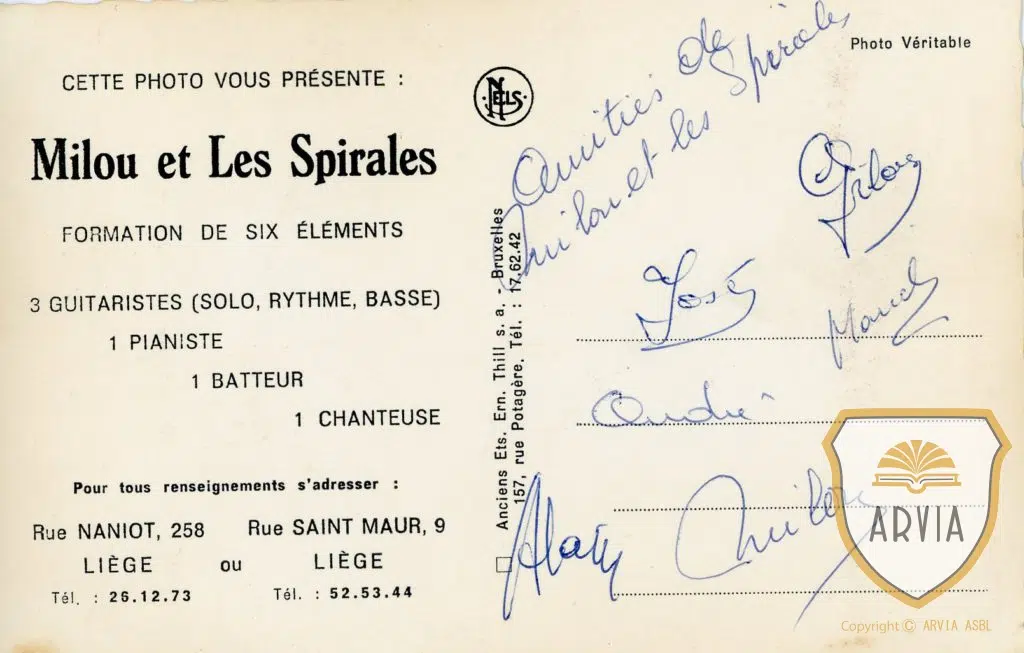 CETTE PHOTO VOUS PRÉSENTE :
Milou et Les Spirales
FORMATION DE SIX ÉLÉMENTS
3 GUITARISTES (SOLO, RYTHME, BASSE)
1 PIANISTE
1 BATTEUR
1 CHANTEUSE
Pour tous renseignements s'adresser :
Rue NANIOT, 258 Rue SAINT MAUR, 9
LIÈGE ou LIÈGE
Tél. : 26.12.73 Tél. : 52.53.44
NELS
Anciens Ets. Ern. Thill s. a. - Bruxelles
157, rue Potagère. Tél. : 17.62.42
Photo Véritable
Amitiés de
Milou et les Spirales
José
André
Alain
Milou
ARVIA
Copyright © ARVIA ASBL